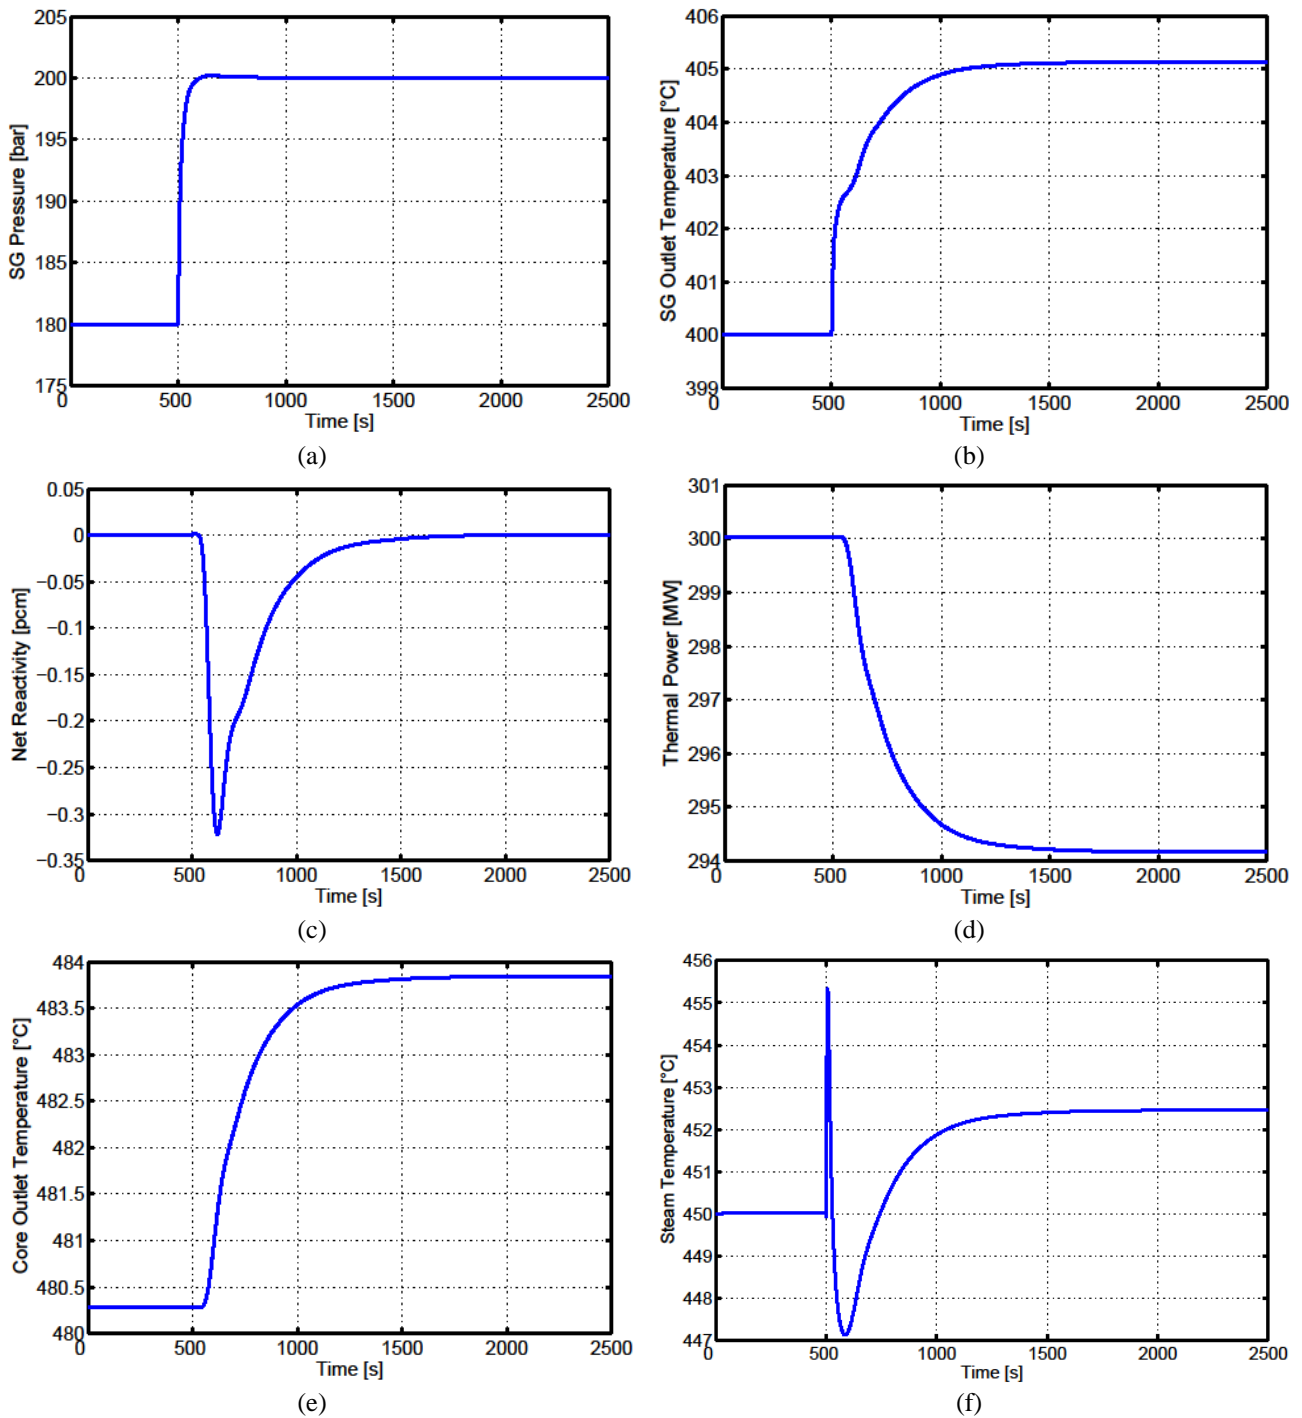 205
200
195
190
185
180
175
SG Pressure [bar]
0 500 1000 1500 2000 2500
Time [s]
(a)
406
405
404
403
402
401
400
399
SG Outlet Temperature [°C]
0 500 1000 1500 2000 2500
Time [s]
(b)
0.05
0
−0.05
−0.1
−0.15
−0.2
−0.25
−0.3
−0.35
Net Reactivity [pcm]
0 500 1000 1500 2000 2500
Time [s]
(c)
301
300
299
298
297
296
295
294
Thermal Power [MW]
0 500 1000 1500 2000 2500
Time [s]
(d)
484
483.5
483
482.5
482
481.5
481
480.5
480
Core Outlet Temperature [°C]
0 500 1000 1500 2000 2500
Time [s]
(e)
456
455
454
453
452
451
450
449
448
447
Steam Temperature [°C]
0 500 1000 1500 2000 2500
Time [s]
(f)